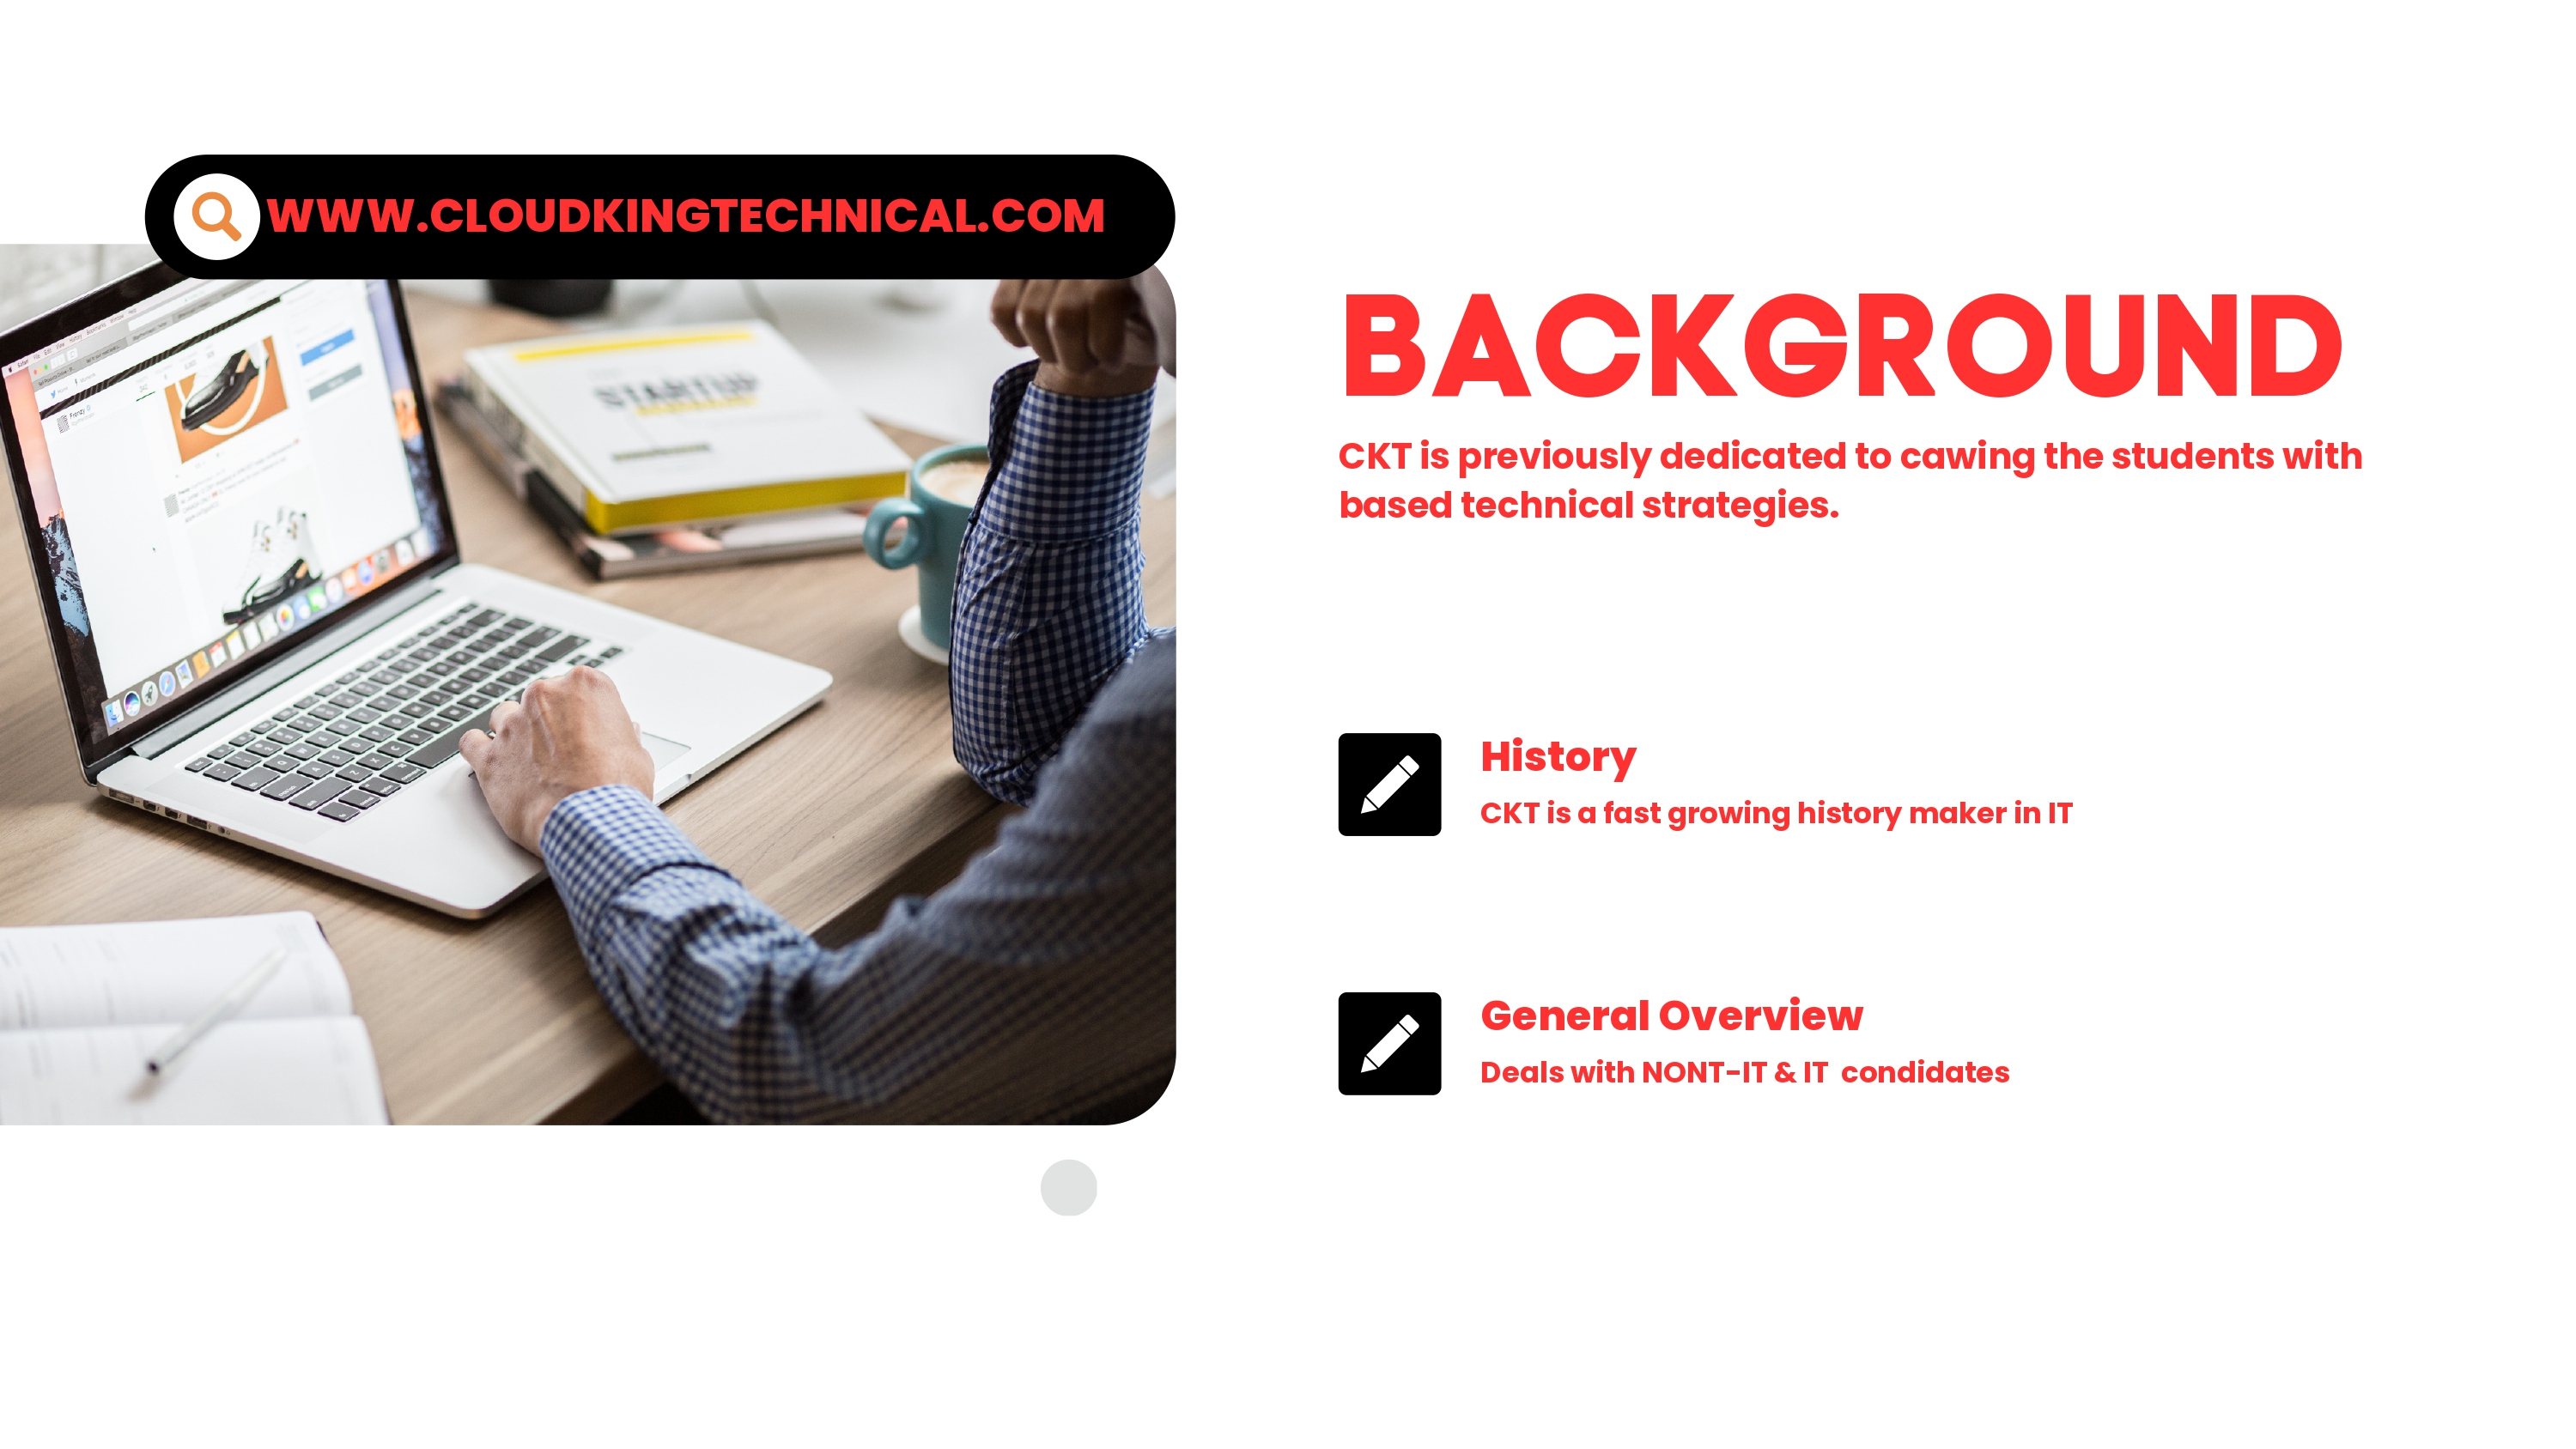 WWW.CLOUDKINGTECHNICAL.COM
STARTUP
BACKGROUND
CKT is previously dedicated to cawing the students with
based technical strategies.
History
CKT is a fast growing history maker in IT
General Overview
Deals with NONT-IT & IT  condidates